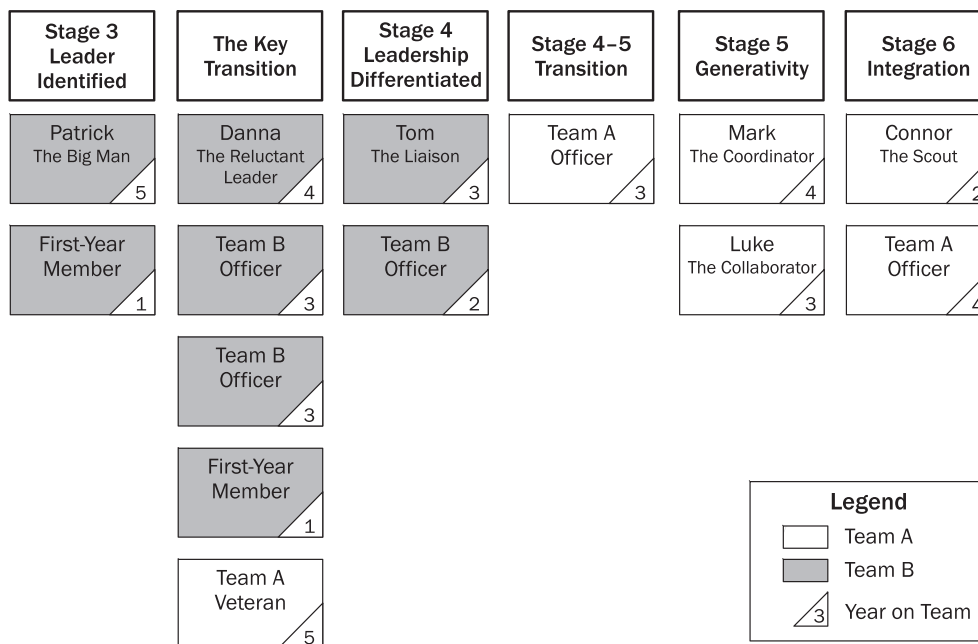 Stage 3
Leader
Identified
The Key
Transition
Stage 4
Leadership
Differentiated
Stage 4–5
Transition
Stage 5
Generativity
Stage 6
Integration
Patrick
The Big Man
5
Danna
The Reluctant
Leader
4
Tom
The Liaison
3
Team A
Officer
3
Mark
The Coordinator
4
Connor
The Scout
2
First-Year
Member
1
Team B
Officer
3
Team B
Officer
2
Luke
The Collaborator
3
Team A
Officer
4
Team B
Officer
3
First-Year
Member
1
Team A
Veteran
5
Legend
Team A
Team B
3 Year on Team